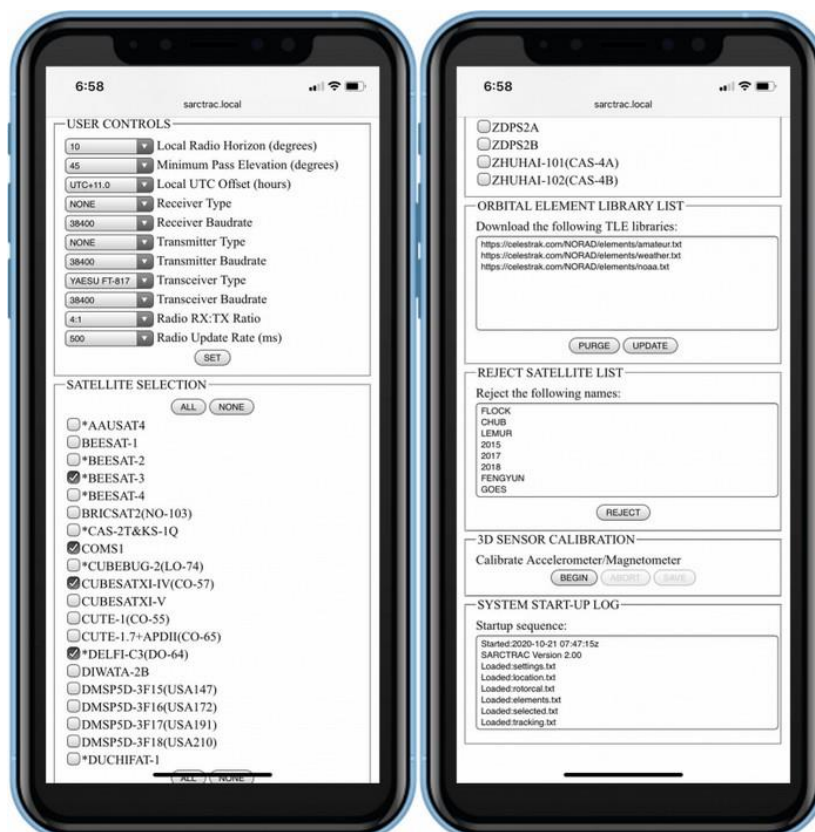 6:58
sarctrac.local
USER CONTROLS
10 Local Radio Horizon (degrees)
45 Minimum Pass Elevation (degrees)
UTC+11.0 Local UTC Offset (hours)
NONE Receiver Type
38400 Receiver Baudrate
NONE Transmitter Type
38400 Transmitter Baudrate
YAESU FT-817 Transceiver Type
38400 Transceiver Baudrate
4:1 Radio RX:TX Ratio
500 Radio Update Rate (ms)
SET
SATELLITE SELECTION
ALL NONE
*AAUSAT4
BEESAT-1
*BEESAT-2
*BEESAT-3
*BEESAT-4
BRICSAT2(NO-103)
*CAS-2T&KS-1Q
COMS1
*CUBEBUG-2(LO-74)
CUBESATXI-IV(CO-57)
CUBESATXI-V
CUTE-1(CO-55)
CUTE-1.7+APDII(CO-65)
*DELFI-C3(DO-64)
DIWATA-2B
DMSP5D-3F15(USA147)
DMSP5D-3F16(USA172)
DMSP5D-3F17(USA191)
DMSP5D-3F18(USA210)
*DUCHIFAT-1
ALL NONE
6:58
sarctrac.local
ZDPS2A
ZDPS2B
ZHUHAI-101(CAS-4A)
ZHUHAI-102(CAS-4B)
ORBITAL ELEMENT LIBRARY LIST
Download the following TLE libraries:
https://celestrak.com/NORAD/elements/amateur.txt
https://celestrak.com/NORAD/elements/weather.txt
https://celestrak.com/NORAD/elements/noaa.txt
PURGE UPDATE
REJECT SATELLITE LIST
Reject the following names:
FLOCK
CHUB
LEMUR
2015
2017
2018
FENGYUN
GOES
REJECT
3D SENSOR CALIBRATION
Calibrate Accelerometer/Magnetometer
BEGIN ABORT SAVE
SYSTEM START-UP LOG
Startup sequence:
Started:2020-10-21 07:47:15z
SARCTRAC Version 2.00
Loaded:settings.txt
Loaded:location.txt
Loaded:rotorcal.txt
Loaded:elements.txt
Loaded:selected.txt
Loaded:tracking.txt